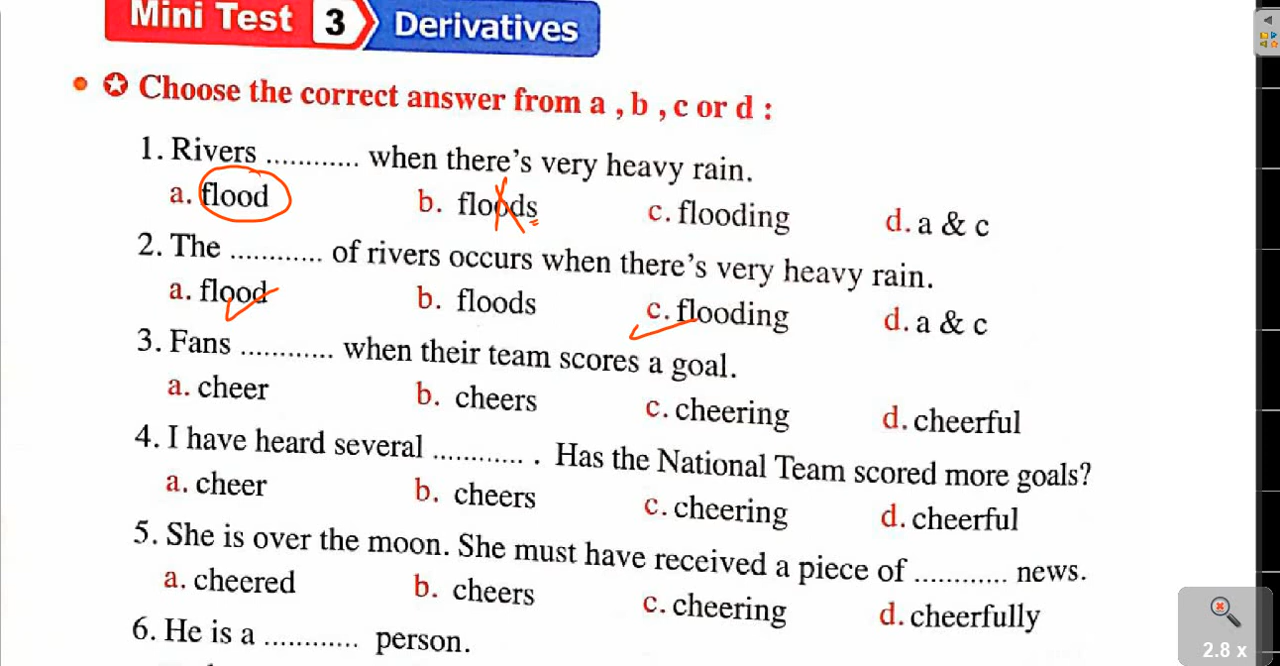 Mini Test 3 Derivatives
Choose the correct answer from a , b , c or d :
1. Rivers ............ when there's very heavy rain.
a. flood b. floods c. flooding d. a & c
2. The ............ of rivers occurs when there's very heavy rain.
a. flood b. floods c. flooding d. a & c
3. Fans ............ when their team scores a goal.
a. cheer b. cheers c. cheering d. cheerful
4. I have heard several ............ . Has the National Team scored more goals?
a. cheer b. cheers c. cheering d. cheerful
5. She is over the moon. She must have received a piece of ............ news.
a. cheered b. cheers c. cheering d. cheerfully
6. He is a ............ person.
2.8 x